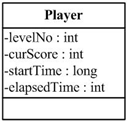 Player
-levelNo : int
-curScore : int
-startTime : long
-elapsedTime : int